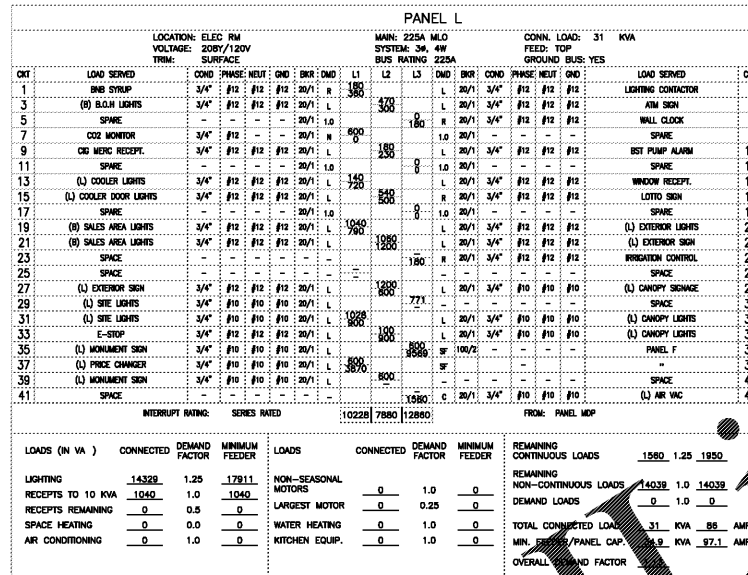 PANEL L
LOCATION: ELEC RM MAIN: 225A MLO CONN. LOAD: 31 KVA
VOLTAGE: 208Y/120V SYSTEM: 3Ø, 4W FEED: TOP
TRIM: SURFACE BUS RATING 225A GROUND BUS: YES
CKT LOAD SERVED COND PHASE NEUT GND BKR DMD L1 L2 L3 DMD BKR COND PHASE NEUT GND LOAD SERVED
1 BNB SYRUP 3/4" #12 #12 #12 20/1 R 180 360 L 20/1 3/4" #12 #12 #12 LIGHTING CONTACTOR
3 (B) B.O.H LIGHTS 3/4" #12 #12 #12 20/1 L 470 300 L 20/1 3/4" #12 #12 #12 ATM SIGN
5 SPARE - - - - 20/1 1.0 0 180 R 20/1 3/4" #12 #12 #12 WALL CLOCK
7 CO2 MONITOR 3/4" #12 - - 20/1 N 600 0 1.0 20/1 - - - - SPARE
9 CIG MERC RECEPT. 3/4" #12 #12 #12 20/1 L 180 230 L 20/1 3/4" #12 #12 #12 BST PUMP ALARM
11 SPARE - - - - 20/1 1.0 0 0 1.0 20/1 - - - - SPARE
13 (L) COOLER LIGHTS 3/4" #12 #12 #12 20/1 L 140 720 L 20/1 3/4" #12 #12 #12 WINDOW RECEPT.
15 (L) COOLER DOOR LIGHTS 3/4" #12 #12 #12 20/1 L 540 500 L 20/1 3/4" #12 #12 #12 LOTTO SIGN
17 SPARE - - - - 20/1 1.0 0 0 1.0 20/1 - - - - SPARE
19 (B) SALES AREA LIGHTS 3/4" #12 #12 #12 20/1 L 1040 790 L 20/1 3/4" #12 #12 #12 (L) EXTERIOR LIGHTS
21 (B) SALES AREA LIGHTS 3/4" #12 #12 #12 20/1 L 1200 L 20/1 3/4" #12 #12 #12 (L) EXTERIOR SIGN
23 SPACE - - - - - - - 180 R 20/1 3/4" #12 #12 #12 IRRIGATION CONTROL
25 SPACE - - - - - - - - - - - - - - SPACE
27 (L) EXTERIOR SIGN 3/4" #12 #12 #12 20/1 L 1200 600 L 20/1 3/4" #10 #10 #10 (L) CANOPY SIGNAGE
29 (L) SITE LIGHTS 3/4" #10 #10 #10 20/1 L 771 - - - - - - - SPACE
31 (L) SITE LIGHTS 3/4" #10 #10 #10 20/1 L 1028 900 L 20/1 3/4" #10 #10 #10 (L) CANOPY LIGHTS
33 E-STOP 3/4" #12 #12 #12 20/1 L 100 900 L 20/1 3/4" #10 #10 #10 (L) CANOPY LIGHTS
35 (L) MONUMENT SIGN 3/4" #10 #10 #10 20/1 L 600 9569 SF 100/2 - - - PANEL F
37 (L) PRICE CHANGER 3/4" #10 #10 #10 20/1 L 600 3870 SF - - - "
39 (L) MONUMENT SIGN 3/4" #10 #10 #10 20/1 L 600 - - - - - - - SPACE
41 SPACE - - - - - - - 1560 C 20/1 3/4" #10 #10 #10 (L) AIR VAC
INTERRUPT RATING: SERIES RATED 10228 7880 12860 FROM: PANEL MDP
LOADS (IN VA ) CONNECTED DEMAND FACTOR MINIMUM FEEDER
LIGHTING 14329 1.25 17911
RECEPTS TO 10 KVA 1040 1.0 1040
RECEPTS REMAINING 0 0.5 0
SPACE HEATING 0 0.0 0
AIR CONDITIONING 0 1.0 0
LOADS CONNECTED DEMAND FACTOR MINIMUM FEEDER
NON-SEASONAL MOTORS 0 1.0 0
LARGEST MOTOR 0 0.25 0
WATER HEATING 0 1.0 0
KITCHEN EQUIP. 0 1.0 0
REMAINING
CONTINUOUS LOADS 1560 1.25 1950
REMAINING
NON-CONTINUOUS LOADS 14039 1.0 14039
DEMAND LOADS 0 1.0 0
TOTAL CONNECTED LOAD 31 KVA 86
MIN. FEEDER/PANEL CAP. KVA 97.1
OVERALL DEMAND FACTOR